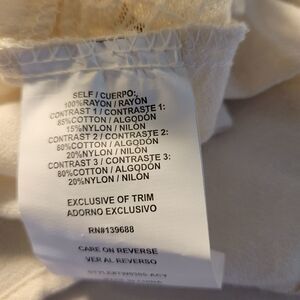 SELF / CUERPO:
100%RAYON / RAYÓN
CONTRAST 1 / CONTRASTE 1:
85%COTTON / ALGODÓN
15%NYLON / NILÓN
CONTRAST 2 / CONTRASTE 2:
80%COTTON / ALGODÓN
20%NYLON / NILÓN
CONTRAST 3 / CONTRASTE 3:
80%COTTON / ALGODÓN
20%NYLON / NILÓN
EXCLUSIVE OF TRIM
ADORNO EXCLUSIVO
RN#139688
CARE ON REVERSE
VER AL REVERSO